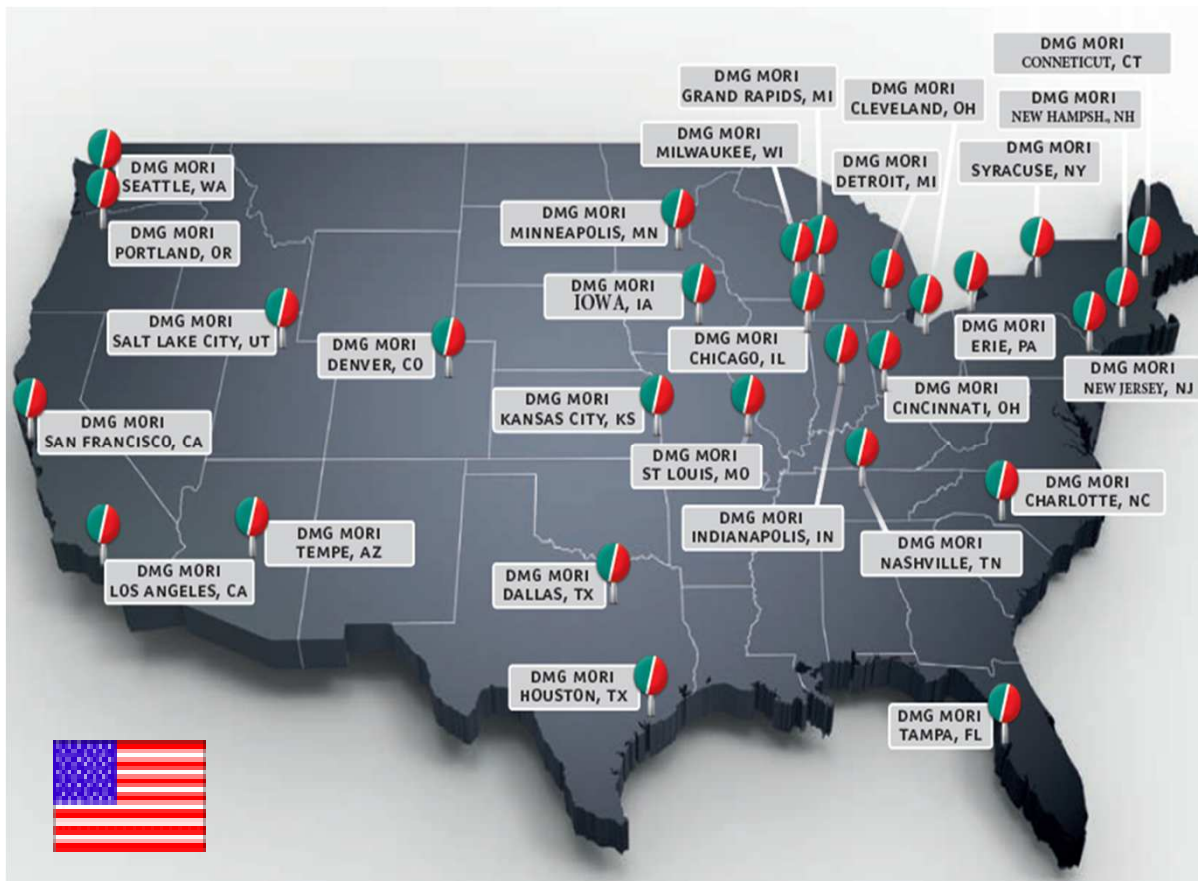 DMG MORI
CONNETICUT, CT
DMG MORI
GRAND RAPIDS, MI
DMG MORI
CLEVELAND, OH
DMG MORI
NEW HAMPSH., NH
DMG MORI
MILWAUKEE, WI
DMG MORI
DETROIT, MI
DMG MORI
SYRACUSE, NY
DMG MORI
SEATTLE, WA
DMG MORI
PORTLAND, OR
DMG MORI
MINNEAPOLIS, MN
DMG MORI
IOWA, IA
DMG MORI
SALT LAKE CITY, UT
DMG MORI
DENVER, CO
DMG MORI
CHICAGO, IL
DMG MORI
ERIE, PA
DMG MORI
NEW JERSEY, NJ
DMG MORI
KANSAS CITY, KS
DMG MORI
CINCINNATI, OH
DMG MORI
SAN FRANCISCO, CA
DMG MORI
ST LOUIS, MO
DMG MORI
CHARLOTTE, NC
DMG MORI
INDIANAPOLIS, IN
DMG MORI
TEMPE, AZ
DMG MORI
NASHVILLE, TN
DMG MORI
LOS ANGELES, CA
DMG MORI
DALLAS, TX
DMG MORI
HOUSTON, TX
DMG MORI
TAMPA, FL